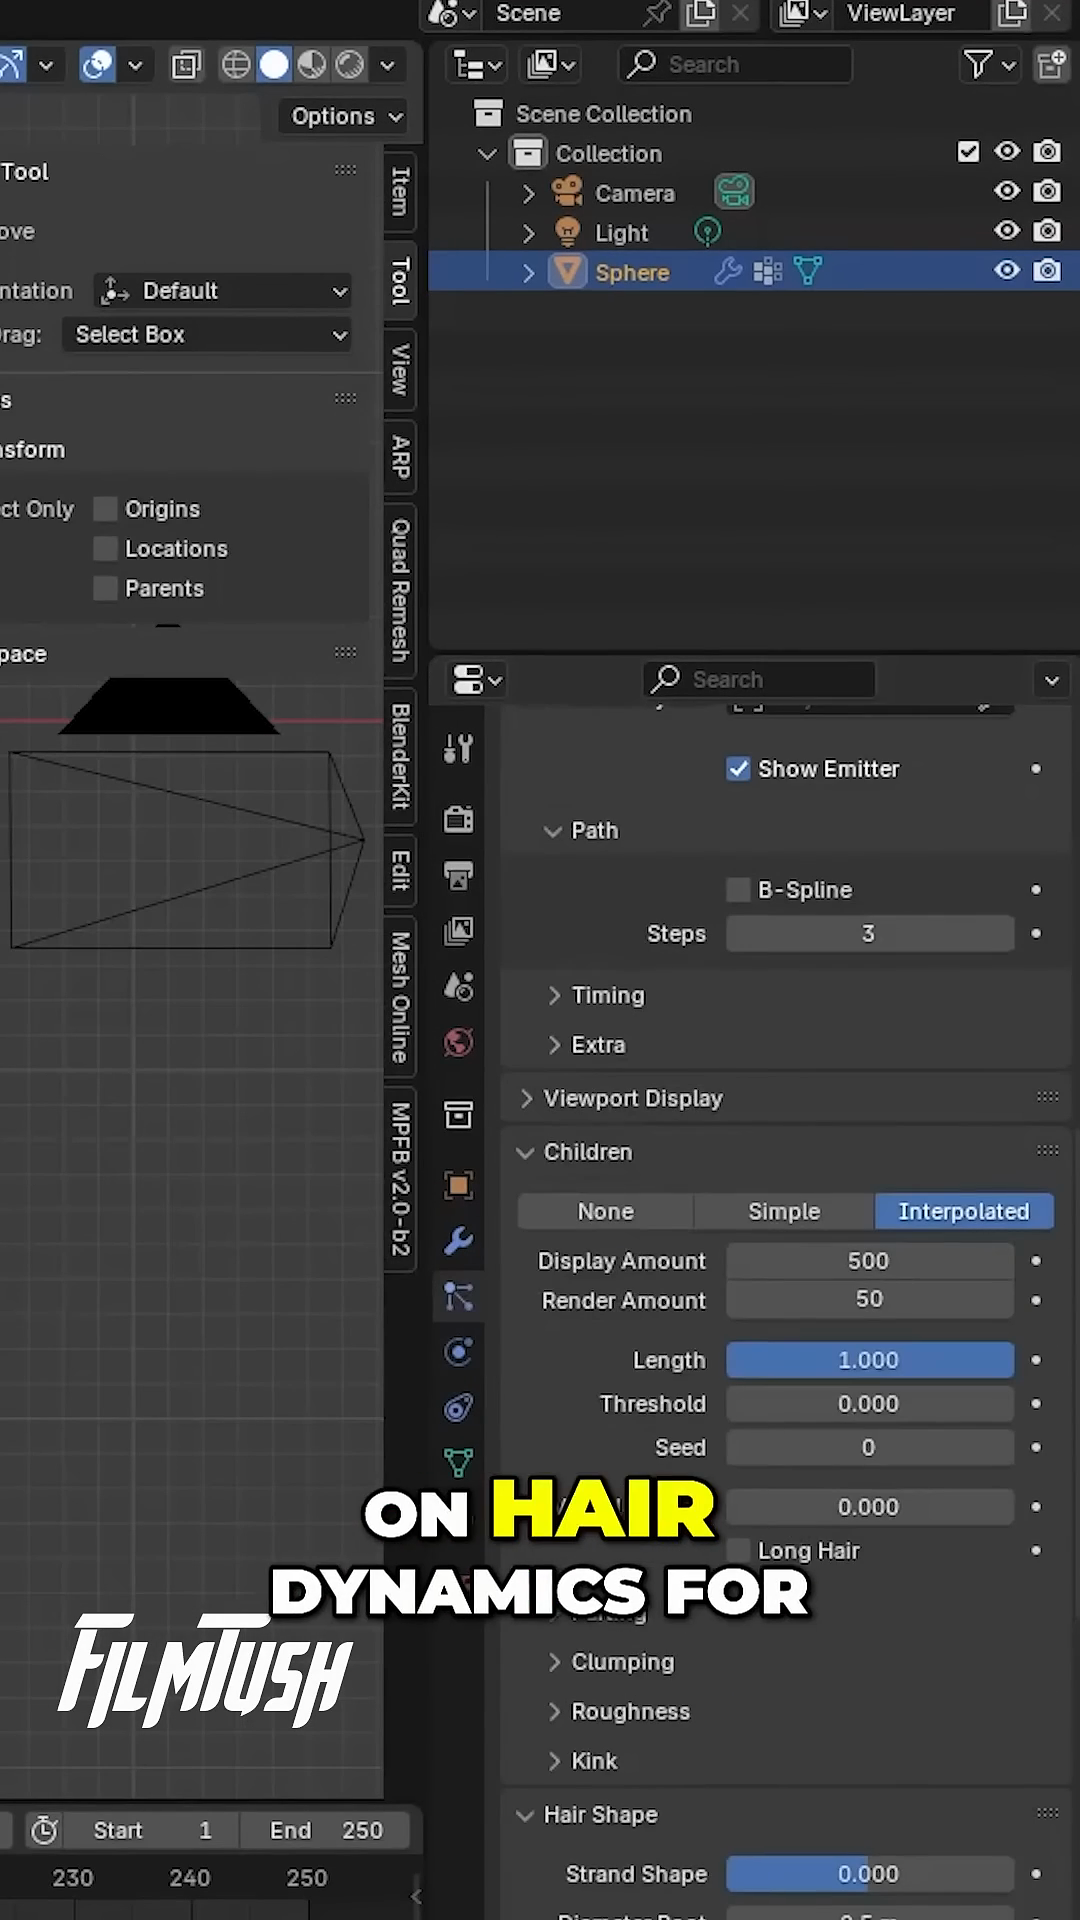 Scene
ViewLayer
Search
Options
Scene Collection
Collection
Camera
Light
Sphere
Tool
ove
ntation
Default
Drag:
Select Box
s
nsform
ct Only
Origins
Locations
Parents
pace
Item
Tool
View
ARP
Quad Remesh
BlenderKit
Edit
Mesh Online
MPFB v2.0-b2
Search
Show Emitter
Path
B-Spline
Steps
3
Timing
Extra
Viewport Display
Children
None
Simple
Interpolated
Display Amount
500
Render Amount
50
Length
1.000
Threshold
0.000
Seed
0
0.000
Long Hair
ON HAIR
DYNAMICS FOR
FILMTUSH
Clumping
Roughness
Kink
Hair Shape
Strand Shape
0.000
Start 1
End 250
230 240 250